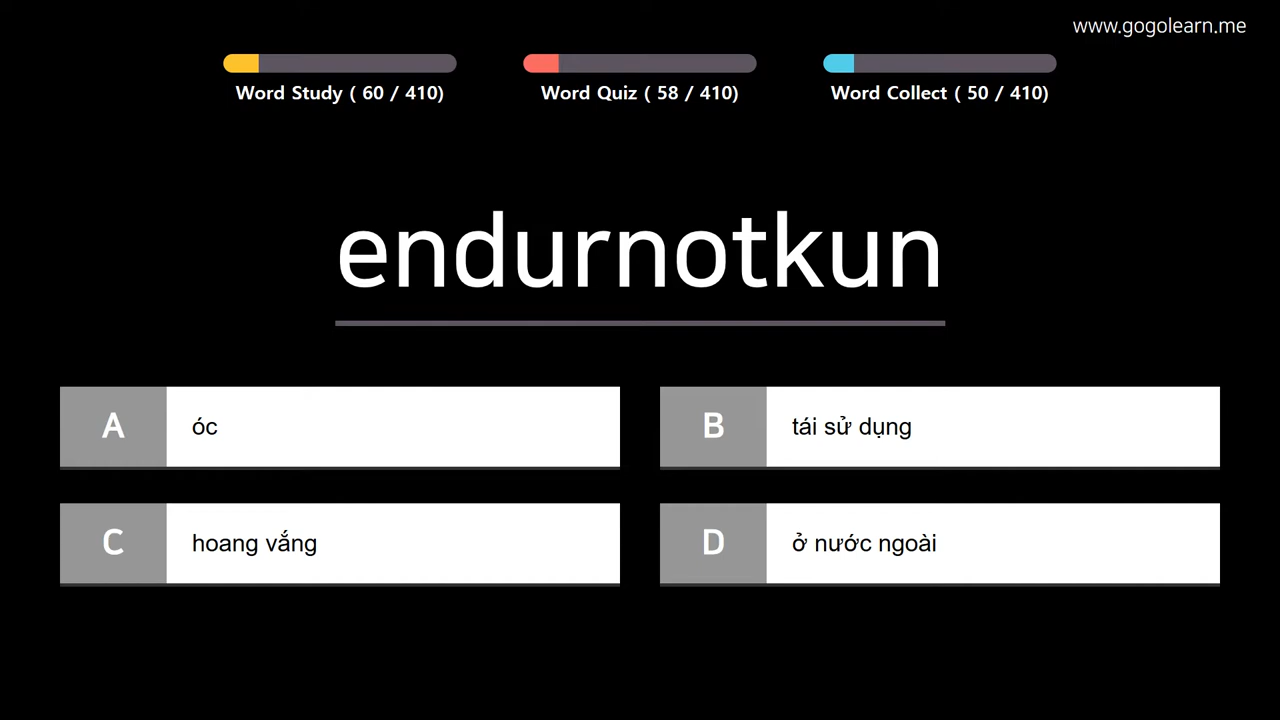 www.gogolearn.me
Word Study ( 60 / 410)
Word Quiz ( 58 / 410)
Word Collect ( 50 / 410)
endurnotkun
A óc
B tái sử dụng
C hoang vắng
D ở nước ngoài